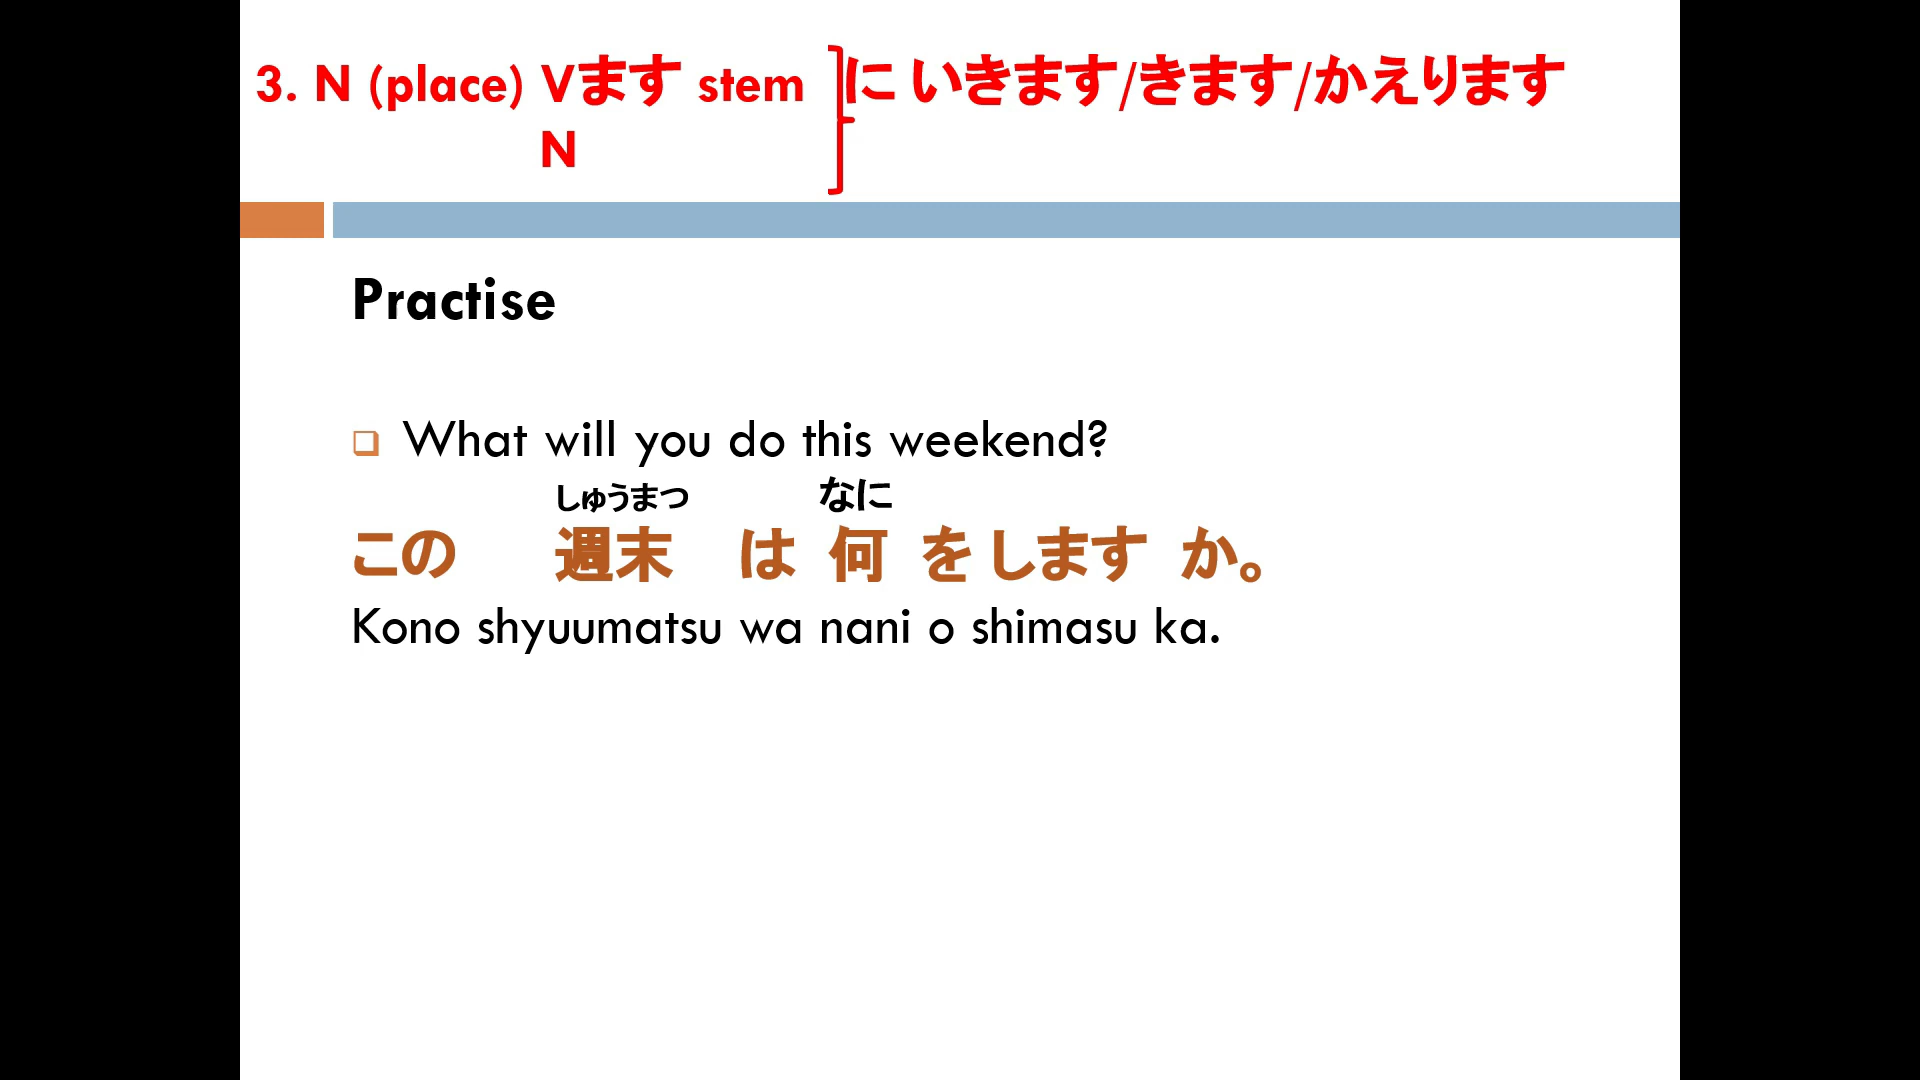 3. N (place) Vます stem に いきます/きます/かえります
N
Practise
What will you do this weekend?
しゅうまつ なに
この 週末 は 何 を します か。
Kono shyuumatsu wa nani o shimasu ka.